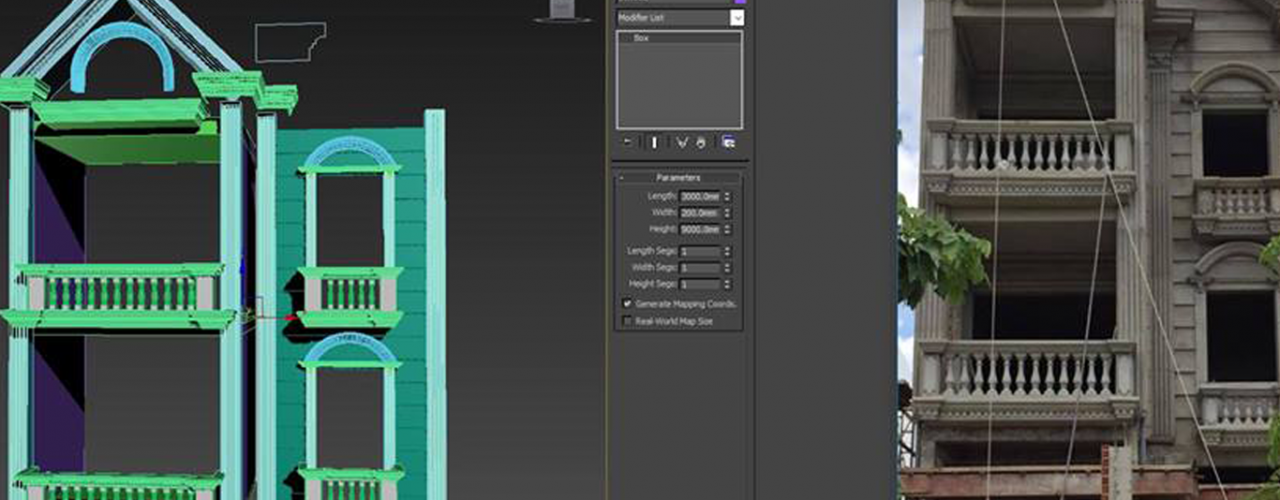 Modifier List
Box
- Parameters
Length: 3000.0mm
Width: 200.0mm
Height: 9000.0mm
Length Segs: 1
Width Segs: 1
Height Segs: 1
Generate Mapping Coords.
Real-World Map Size